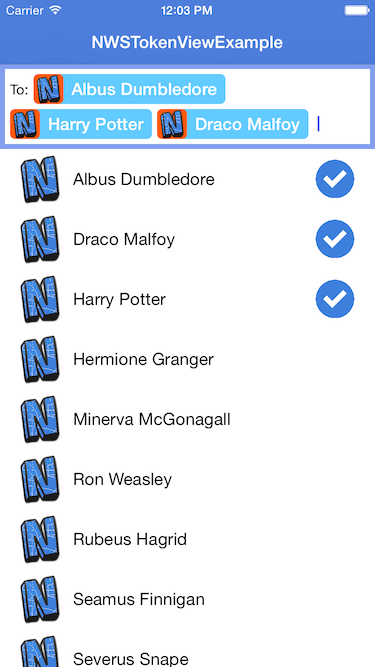 Carrier 12:03 PM
NWSTokenViewExample
To: Albus Dumbledore
Harry Potter Draco Malfoy
Albus Dumbledore
Draco Malfoy
Harry Potter
Hermione Granger
Minerva McGonagall
Ron Weasley
Rubeus Hagrid
Seamus Finnigan
Severus Snape